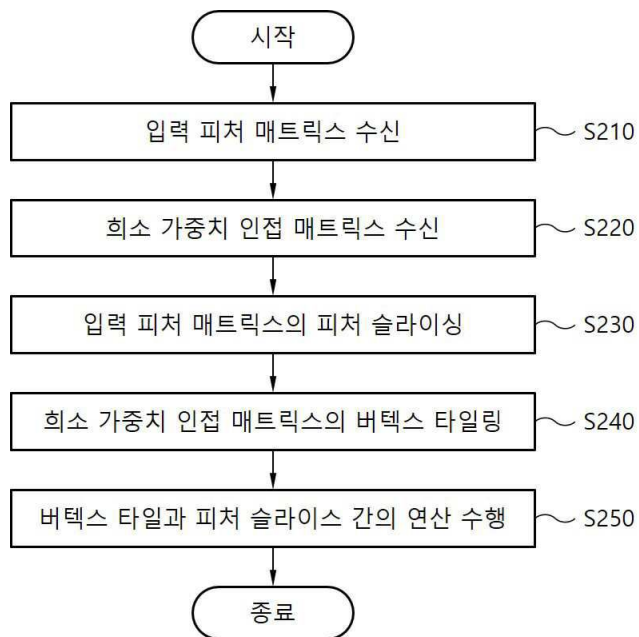 시작
입력 피처 매트릭스 수신
S210
희소 가중치 인접 매트릭스 수신
S220
입력 피처 매트릭스의 피처 슬라이싱
S230
희소 가중치 인접 매트릭스의 버텍스 타일링
S240
버텍스 타일과 피처 슬라이스 간의 연산 수행
S250
종료